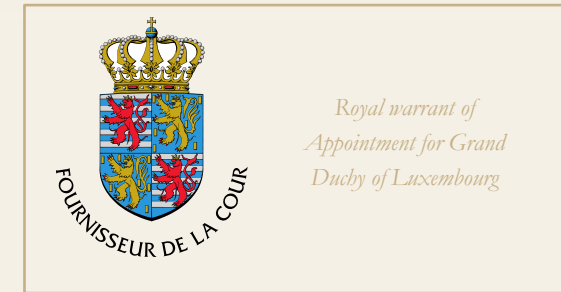 FOURNISSEUR DE LA COUR
Royal warrant of
Appointment for Grand
Duchy of Luxembourg